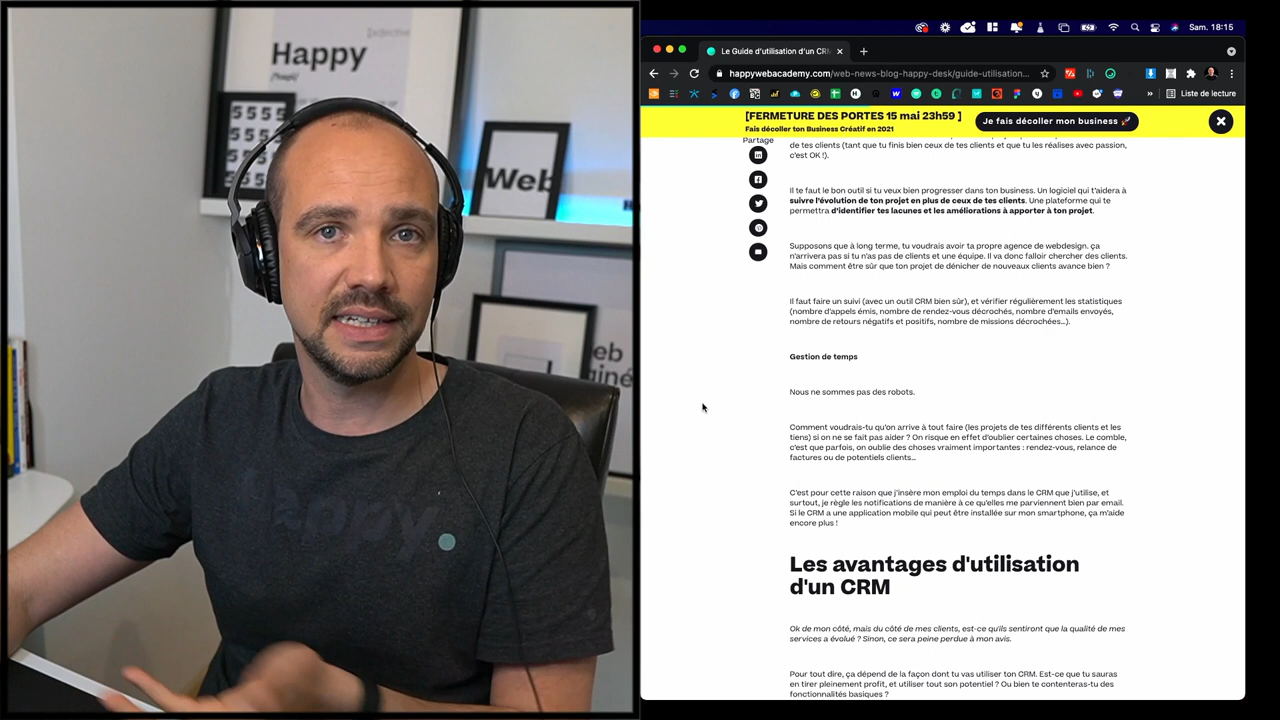 [adjective]
Happy
/'hæpi/
5 5 5 5
Web
Sam. 18:15
Le Guide d'utilisation d'un CR
happywebacademy.com/web-news-blog-happy-desk/guide-utilisation...
Liste de lecture
[FERMETURE DES PORTES 15 mai 23h59 ]
Fais décoller ton Business Créatif en 2021
Je fais décoller mon business 🚀
Partage
de tes clients (tant que tu finis bien ceux de tes clients et que tu les réalises avec passion,
c'est OK !).
Il te faut le bon outil si tu veux bien progresser dans ton business. Un logiciel qui t'aidera à
suivre l'évolution de ton projet en plus de ceux de tes clients. Une plateforme qui te
permettra d'identifier tes lacunes et les améliorations à apporter à ton projet.
Supposons que à long terme, tu voudrais avoir ta propre agence de webdesign. ça
n'arrivera pas si tu n'as pas de clients et une équipe. Il va donc falloir chercher des clients.
Mais comment être sûr que ton projet de dénicher de nouveaux clients avance bien ?
Il faut faire un suivi (avec un outil CRM bien sûr), et vérifier régulièrement les statistiques
(nombre d'appels émis, nombre de rendez-vous décrochés, nombre d'emails envoyés,
nombre de retours négatifs et positifs, nombre de missions décrochées…).
Gestion de temps
Nous ne sommes pas des robots.
Comment voudrais-tu qu'on arrive à tout faire (les projets de tes différents clients et les
tiens) si on ne se fait pas aider ? On risque en effet d'oublier certaines choses. Le comble,
c'est que parfois, on oublie des choses vraiment importantes : rendez-vous, relance de
factures ou de potentiels clients…
C'est pour cette raison que j'insère mon emploi du temps dans le CRM que j'utilise, et
surtout, je règle les notifications de manière à ce qu'elles me parviennent bien par email.
Si le CRM a une application mobile qui peut être installée sur mon smartphone, ça m'aide
encore plus !
Les avantages d'utilisation
d'un CRM
Ok de mon côté, mais du côté de mes clients, est-ce qu'ils sentiront que la qualité de mes
services a évolué ? Sinon, ce sera peine perdue à mon avis.
Pour tout dire, ça dépend de la façon dont tu vas utiliser ton CRM. Est-ce que tu sauras
en tirer pleinement profit, et utiliser tout son potentiel ? Ou bien te contenteras-tu des
fonctionnalités basiques ?